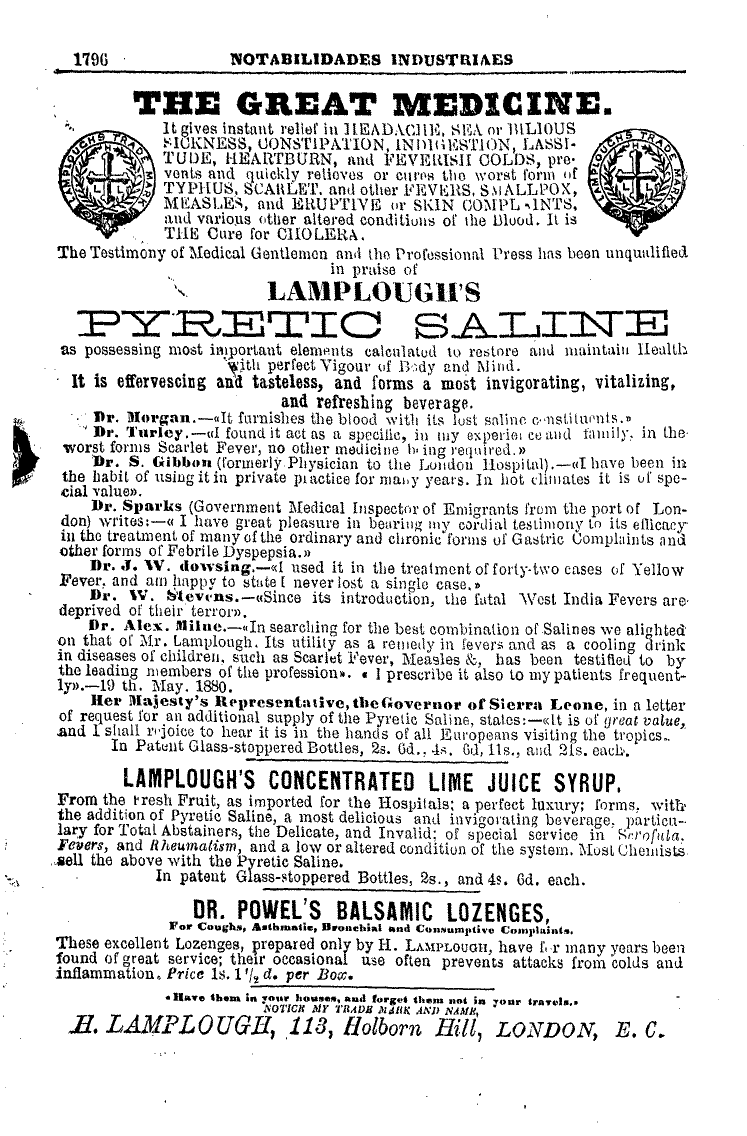 1796 NOTABILIDADES INDUSTRIAES
THE GREAT MEDICINE.
LAMPLOUGH'S TRADE MARK
It gives instant relief in HEADACHE, SEA or BILIOUS
SICKNESS, CONSTIPATION, INDIGESTION, LASSI-
TUDE, HEARTBURN, and FEVERISH COLDS, pre-
vents and quickly relieves or cures the worst form of
TYPHUS, SCARLET, and other FEVERS, SMALLPOX,
MEASLES, and ERUPTIVE or SKIN COMPLAINTS,
and various other altered conditions of the Blood. It is
THE Cure for CHOLERA.
LAMPLOUGH'S TRADE MARK
The Testimony of Medical Gentlemen and the Professional Press has been unqualified
in praise of
LAMPLOUGH'S
PYRETIC SALINE
as possessing most important elements calculated to restore and maintain Health
with perfect Vigour of Body and Mind.
It is effervescing and tasteless, and forms a most invigorating, vitalizing,
and refreshing beverage.
Dr. Morgan.—«It furnishes the blood with its lost saline constituents.»
Dr. Turley.—«I found it act as a specific, in my experience and family, in the
worst forms Scarlet Fever, no other medicine being required.»
Dr. S. Gibbon (formerly Physician to the London Hospital).—«I have been in
the habit of using it in private practice for many years. In hot climates it is of spe-
cial value».
Dr. Sparks (Government Medical Inspector of Emigrants from the port of Lon-
don) writes:—« I have great pleasure in bearing my cordial testimony to its efficacy
in the treatment of many of the ordinary and chronic forms of Gastric Complaints and
other forms of Febrile Dyspepsia.»
Dr. J. W. dowsing.—«I used it in the treatment of forty-two cases of Yellow
Fever, and am happy to state I never lost a single case.»
Dr. W. Stevens.—«Since its introduction, the fatal West India Fevers are
deprived of their terror».
Dr. Alex. Milne.—«In searching for the best combination of Salines we alighted
on that of Mr. Lamplough. Its utility as a remedy in fevers and as a cooling drink
in diseases of children, such as Scarlet Fever, Measles &, has been testified to by
the leading members of the profession». « I prescribe it also to my patients frequent-
ly».—19 th. May. 1880.
Her Majesty's Representative, the Governor of Sierra Leone, in a letter
of request for an additional supply of the Pyretic Saline, states:—«It is of great value,
and I shall rejoice to hear it is in the hands of all Europeans visiting the tropics.
In Patent Glass-stoppered Bottles, 2s. 6d., 4s. 6d, 11s., and 21s. each.
LAMPLOUGH'S CONCENTRATED LIME JUICE SYRUP.
From the Fresh Fruit, as imported for the Hospitals; a perfect luxury; forms, with
the addition of Pyretic Saline, a most delicious and invigorating beverage, particu-
lary for Total Abstainers, the Delicate, and Invalid; of special service in Scrofula,
Fevers, and Rheumatism, and a low or altered condition of the system. Most Chemists
sell the above with the Pyretic Saline.
In patent Glass-stoppered Bottles, 2s., and 4s. 6d. each.
DR. POWEL'S BALSAMIC LOZENGES,
For Coughs, Asthmatic, Bronchial and Consumptive Complaints.
These excellent Lozenges, prepared only by H. LAMPLOUGH, have for many years been
found of great service; their occasional use often prevents attacks from colds and
inflammation. Price 1s. 1 1/2 d. per Box.
«Have them in your houses, and forget them not in your travels.»
NOTICE MY TRADE MARK AND NAME,
H. LAMPLOUGH, 113, Holborn Hill, LONDON, E. C.